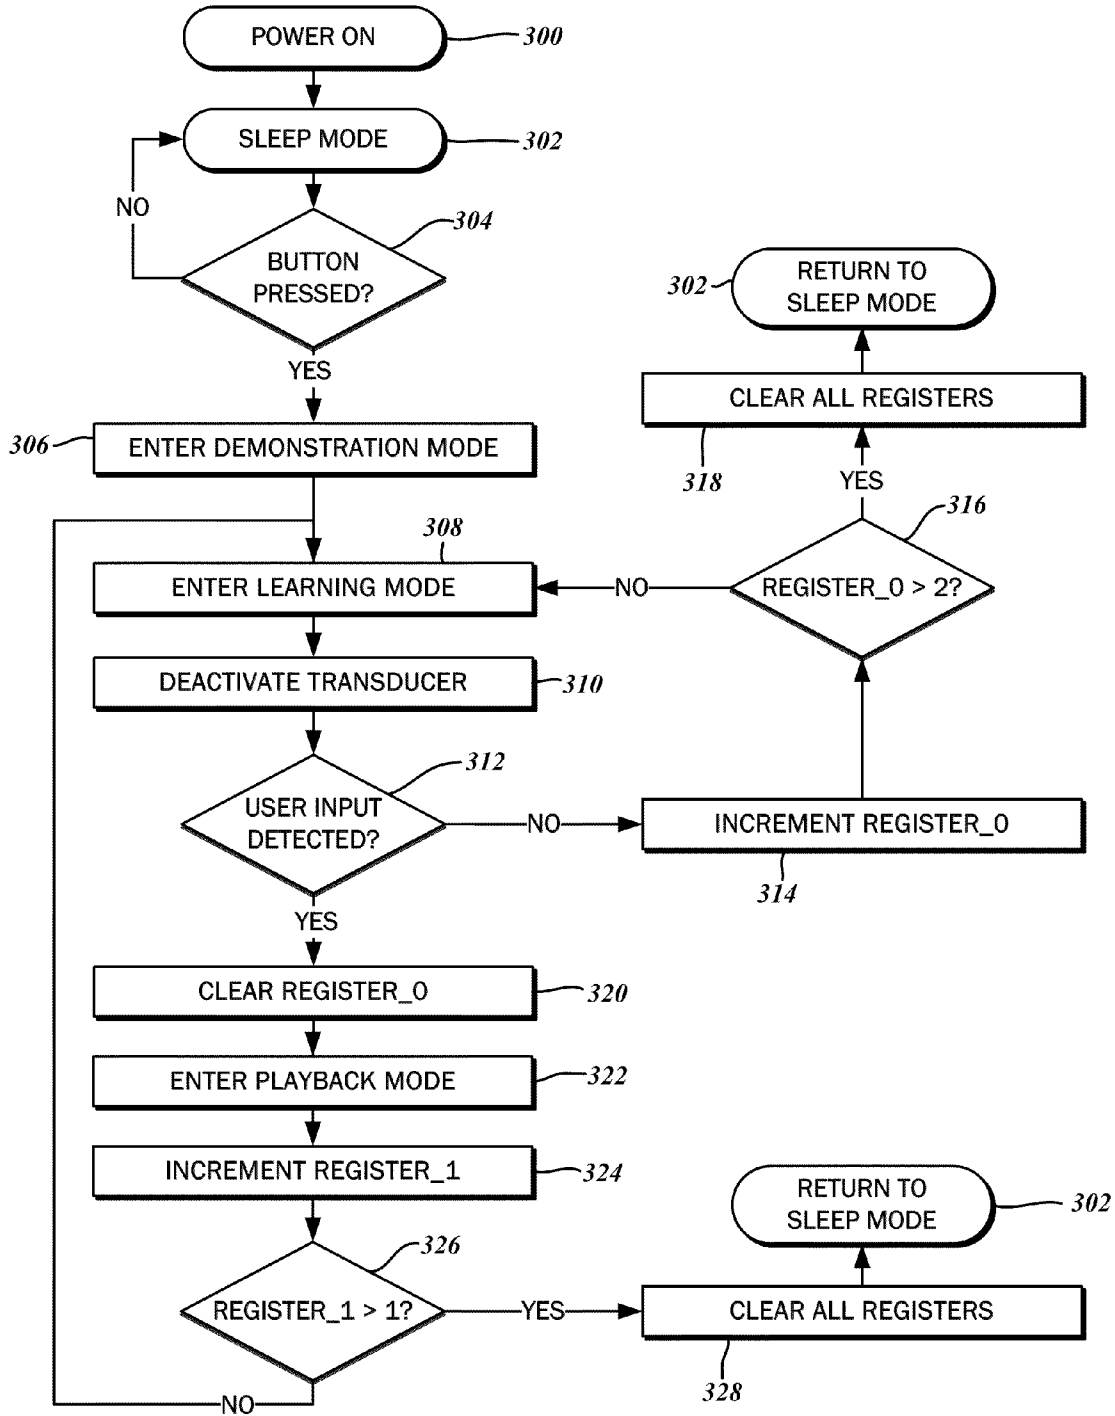 POWER ON
300
SLEEP MODE
302
NO
304
BUTTON
PRESSED?
YES
306
ENTER DEMONSTRATION MODE
308
ENTER LEARNING MODE
DEACTIVATE TRANSDUCER
310
312
USER INPUT
DETECTED?
NO
INCREMENT REGISTER_0
314
316
REGISTER_0 > 2?
NO
YES
CLEAR ALL REGISTERS
318
RETURN TO
SLEEP MODE
302
YES
CLEAR REGISTER_0
320
ENTER PLAYBACK MODE
322
INCREMENT REGISTER_1
324
326
REGISTER_1 > 1?
YES
CLEAR ALL REGISTERS
328
RETURN TO
SLEEP MODE
302
NO